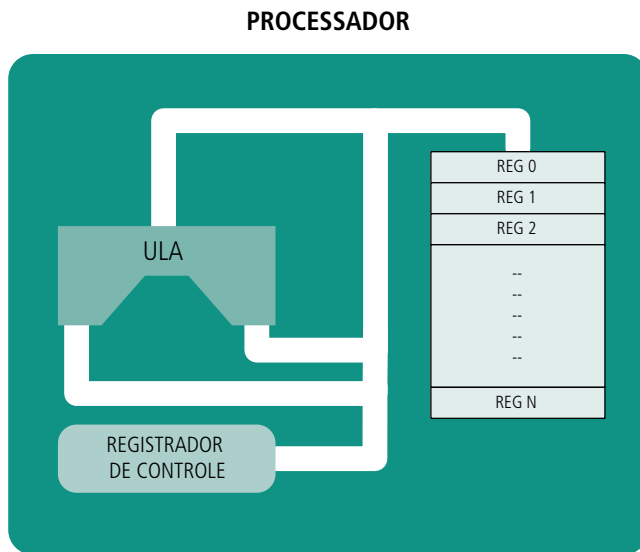 PROCESSADOR
REG 0
REG 1
REG 2
ULA
--
--
--
--
--
REG N
REGISTRADOR
DE CONTROLE